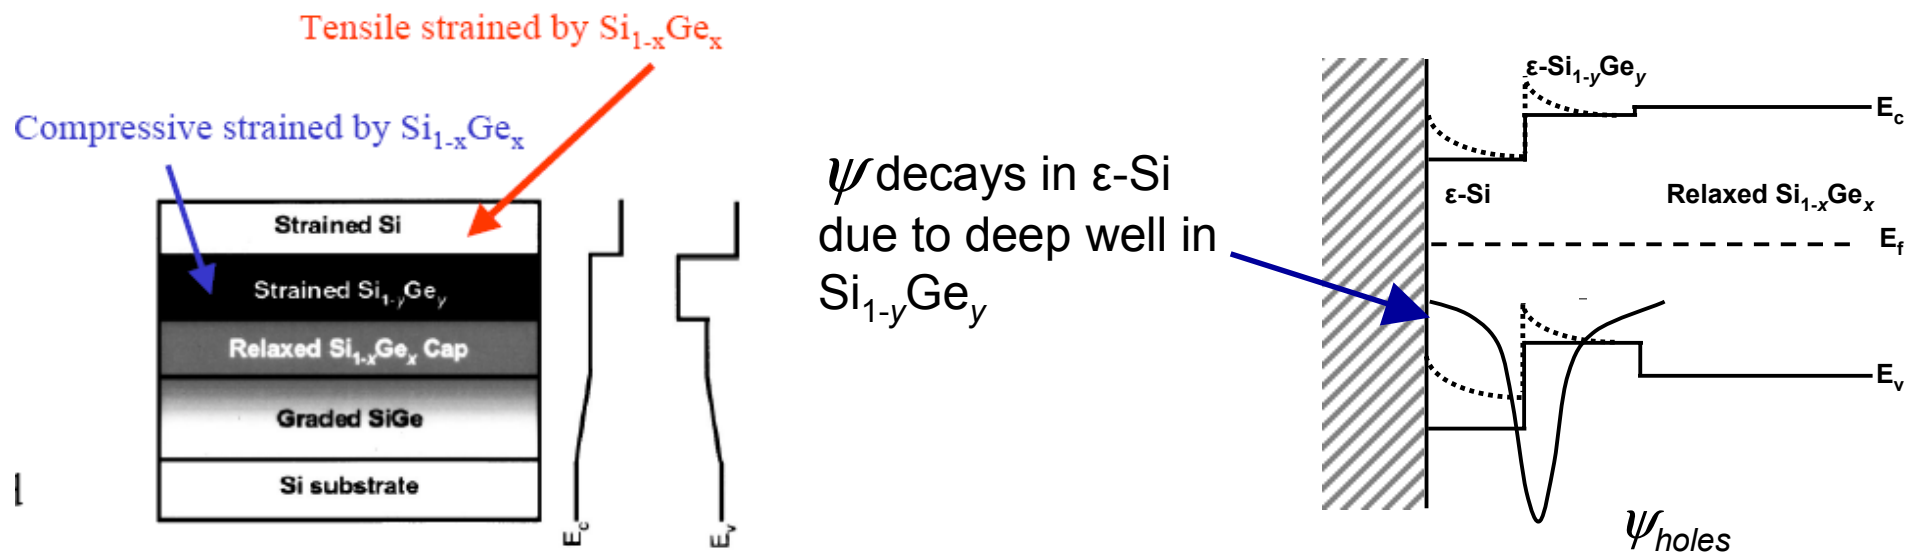 Tensile strained by Si1-xGex
Compressive strained by Si1-xGex
Strained Si
Strained Si1-yGey
Relaxed Si1-xGex Cap
Graded SiGe
Si substrate
Ec
Ev
ψ decays in ε-Si
due to deep well in
Si1-yGey
ε-Si1-yGey
Ec
ε-Si
Relaxed Si1-xGex
Ef
Ev
ψholes